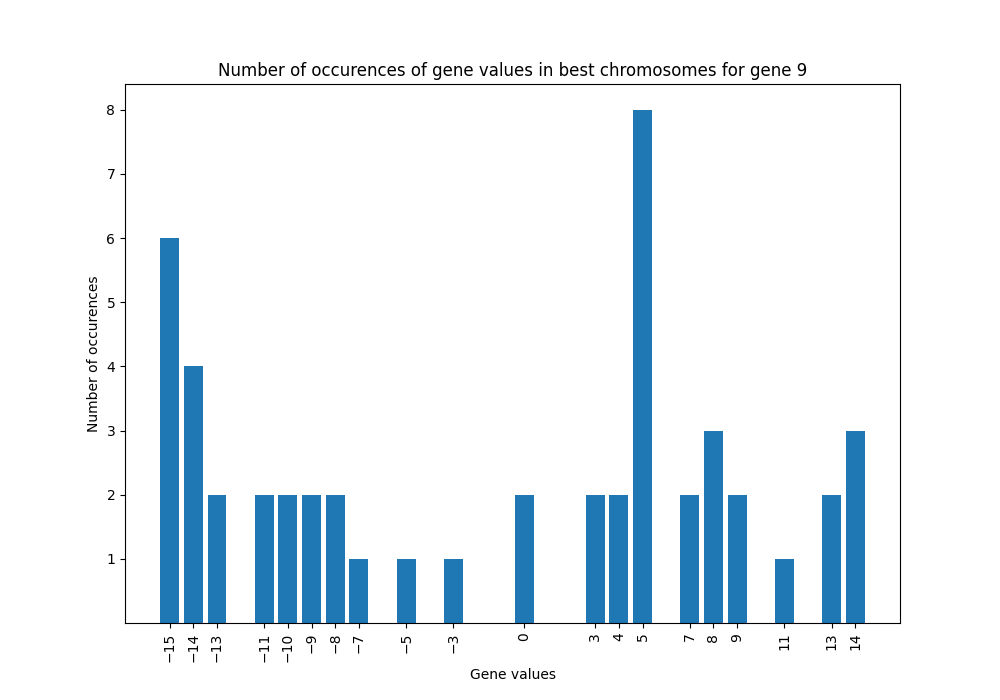 Number of occurences of gene values in best chromosomes for gene 9
8
7
6
5
4
3
2
1
Number of occurences
−15 −14 −13 −11 −10 −9 −8 −7 −5 −3 0 3 4 5 7 8 9 11 13 14
Gene values